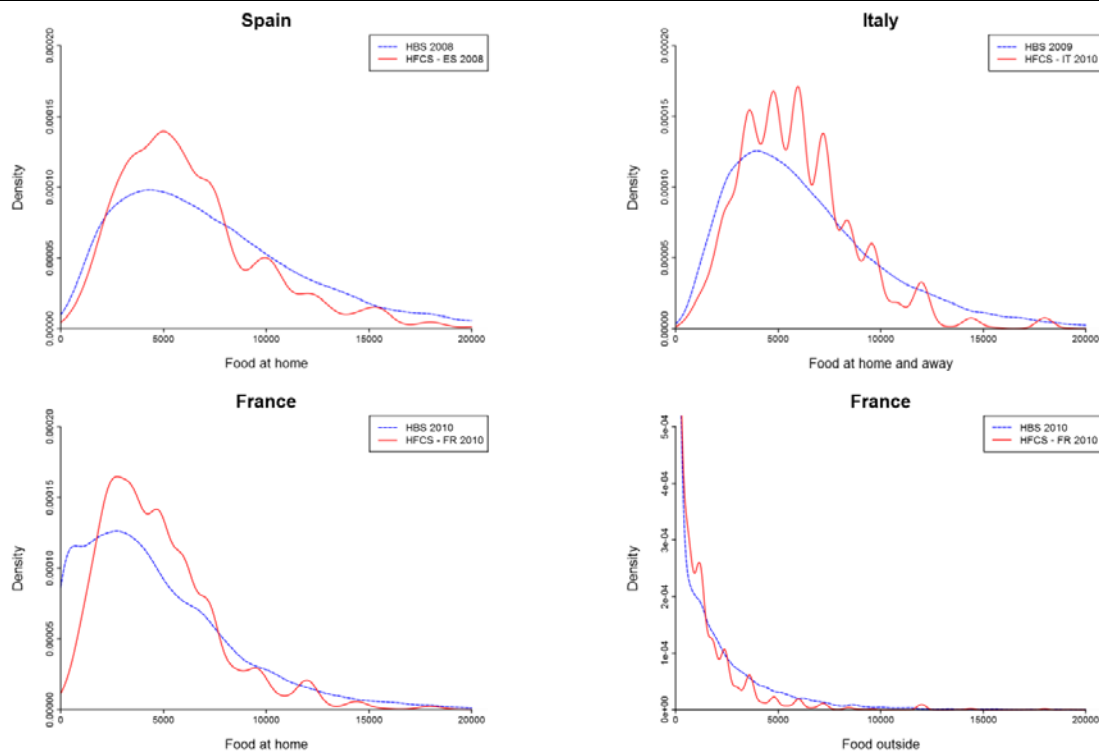 Spain
HBS 2008
HFCS - ES 2008
Density
0.00020
0.00015
0.00010
0.00005
0.00000
0 5000 10000 15000 20000
Food at home
Italy
HBS 2009
HFCS - IT 2010
Density
0.00020
0.00015
0.00010
0.00005
0.00000
0 5000 10000 15000 20000
Food at home and away
France
HBS 2010
HFCS - FR 2010
Density
0.00020
0.00015
0.00010
0.00005
0.00000
0 5000 10000 15000 20000
Food at home
France
HBS 2010
HFCS - FR 2010
Density
5e-04
4e-04
3e-04
2e-04
1e-04
0e+00
0 5000 10000 15000 20000
Food outside